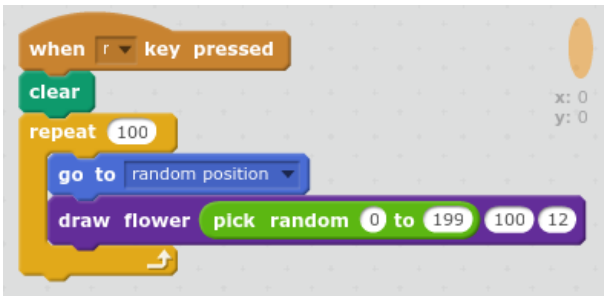 when r key pressed
clear
x: 0
y: 0
repeat 100
go to random position
draw flower pick random 0 to 199 100 12